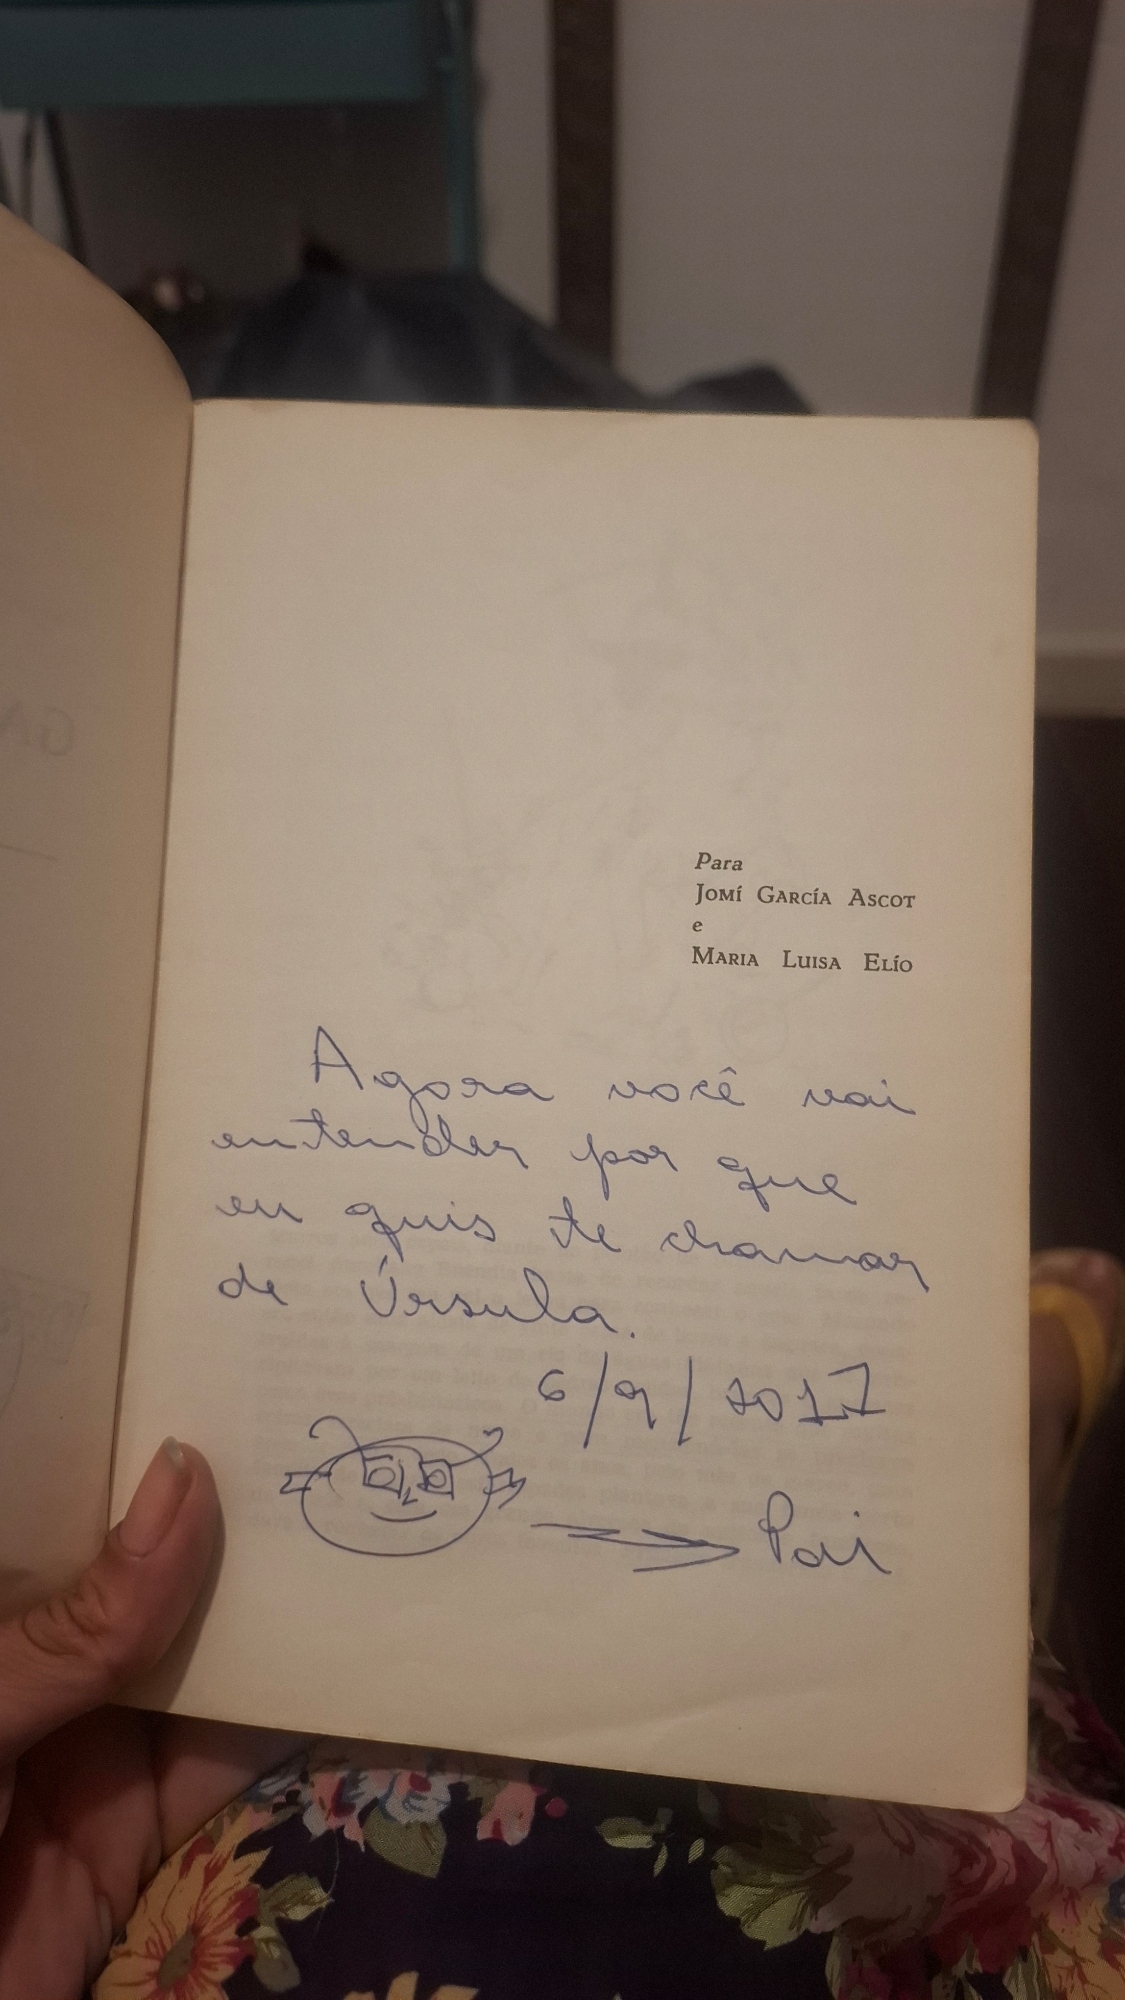 GA
Para
JOMÍ GARCÍA ASCOT
e
MARIA LUISA ELÍO
Agora você vai
entender por que
eu quis te chamar
de Úrsula.
6/9/2017
Pai